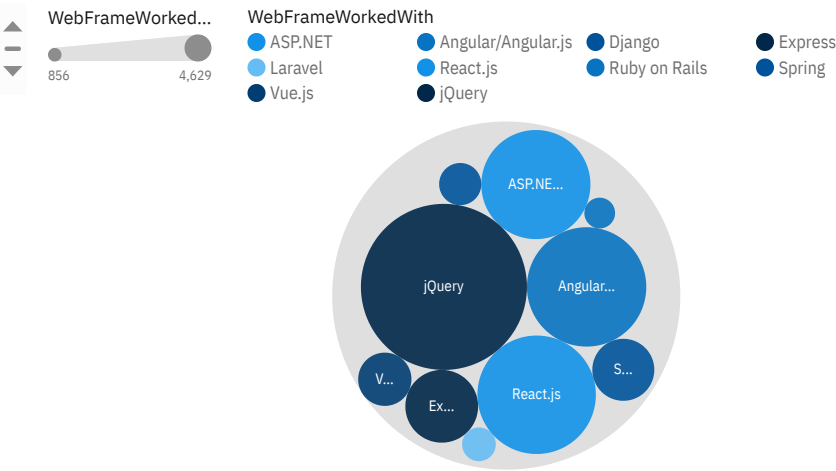 WebFrameWorked...
856 4,629
WebFrameWorkedWith
ASP.NET Angular/Angular.js Django Express
Laravel React.js Ruby on Rails Spring
Vue.js jQuery
ASP.NE...
jQuery Angular...
S...
V...
React.js
Ex...